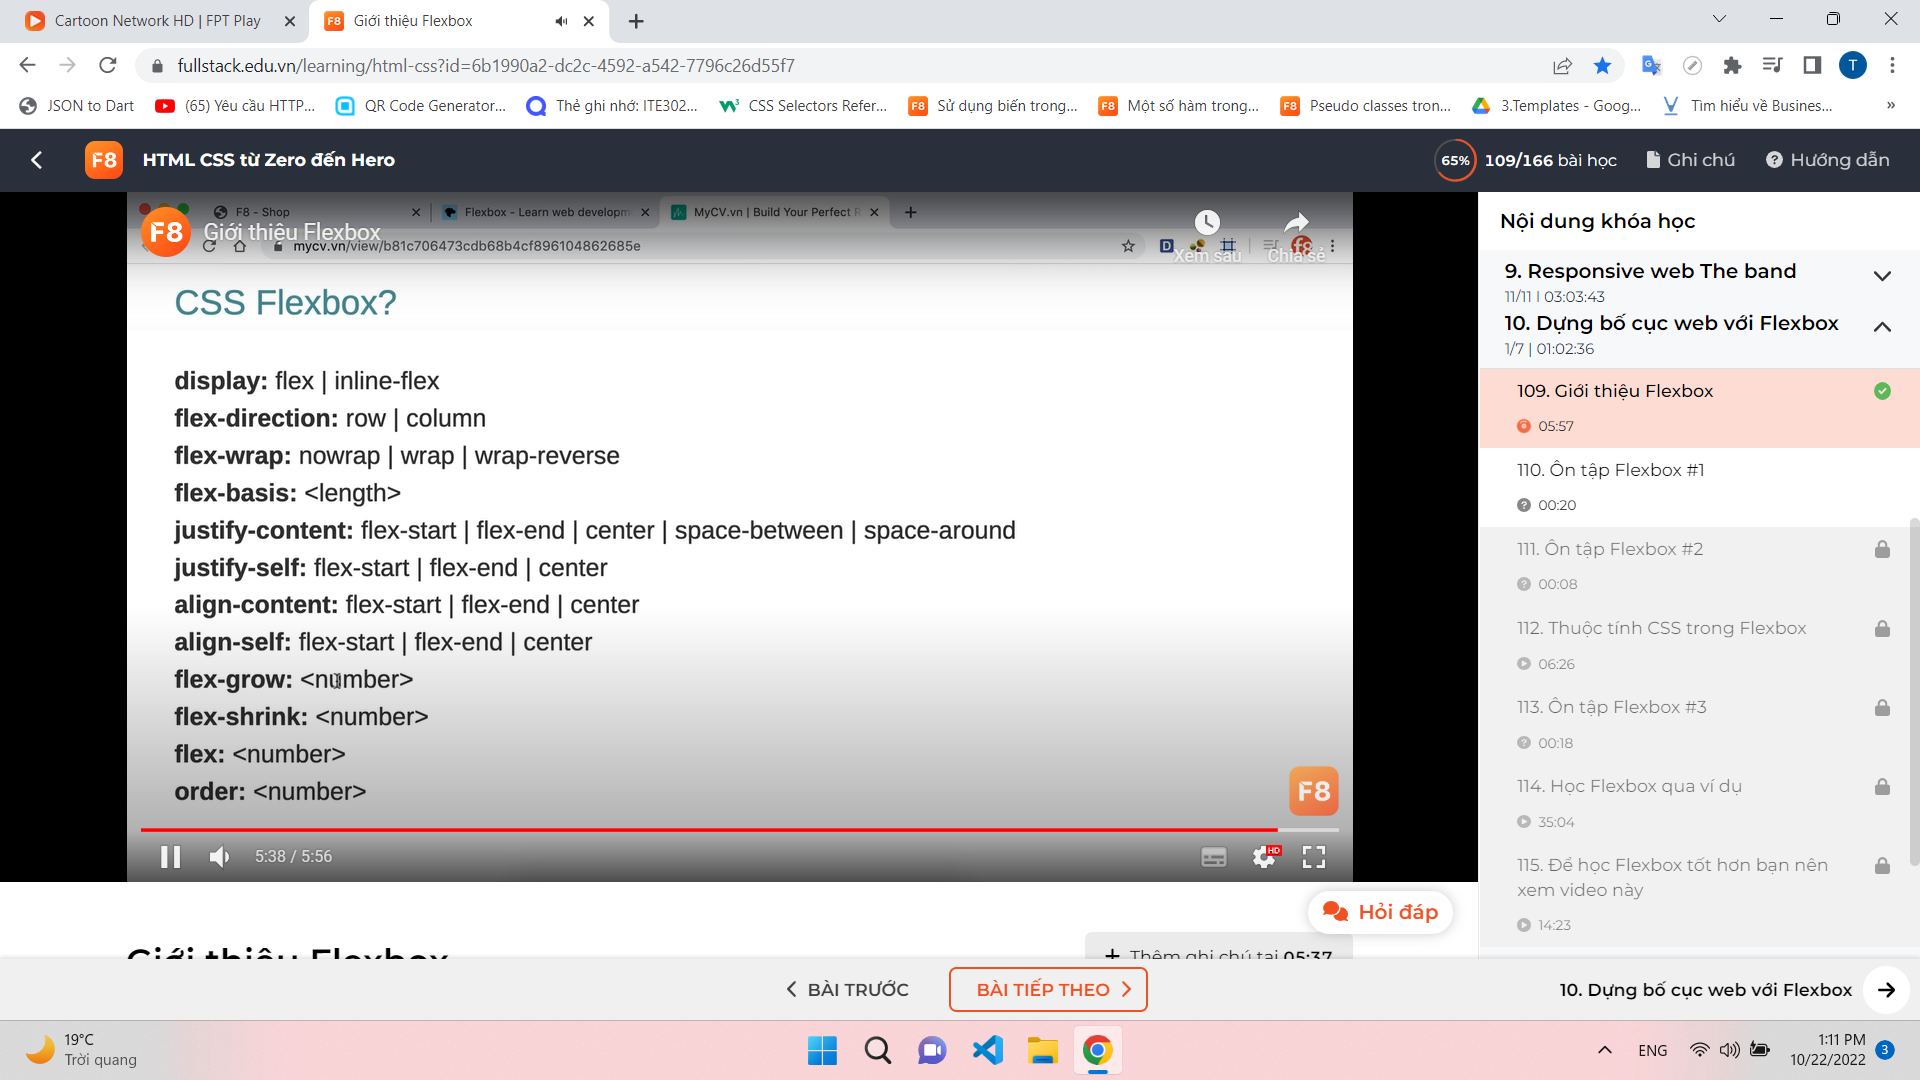 Cartoon Network HD | FPT Play
F8 Giới thiệu Flexbox
fullstack.edu.vn/learning/html-css?id=6b1990a2-dc2c-4592-a542-7796c26d55f7
T
JSON to Dart (65) Yêu cầu HTTP... QR Code Generator... Thẻ ghi nhớ: ITE302... CSS Selectors Refer... F8 Sử dụng biến trong... F8 Một số hàm trong... F8 Pseudo classes tron... 3.Templates - Goog... Tìm hiểu về Busines... »
F8 HTML CSS từ Zero đến Hero
65% 109/166 bài học Ghi chú Hướng dẫn
F8 - Shop Flexbox - Learn web developm MyCV.vn | Build Your Perfect R
F8 Giới thiệu Flexbox
mycv.vn/view/b81c706473cdb68b4cf896104862685e
Xem sau Chia sẻ
CSS Flexbox?
display: flex | inline-flex
flex-direction: row | column
flex-wrap: nowrap | wrap | wrap-reverse
flex-basis: <length>
justify-content: flex-start | flex-end | center | space-between | space-around
justify-self: flex-start | flex-end | center
align-content: flex-start | flex-end | center
align-self: flex-start | flex-end | center
flex-grow: <number>
flex-shrink: <number>
flex: <number>
order: <number>
F8
5:38 / 5:56
HD
Nội dung khóa học
9. Responsive web The band
11/11 | 03:03:43
10. Dựng bố cục web với Flexbox
1/7 | 01:02:36
109. Giới thiệu Flexbox
05:57
110. Ôn tập Flexbox #1
00:20
111. Ôn tập Flexbox #2
00:08
112. Thuộc tính CSS trong Flexbox
06:26
113. Ôn tập Flexbox #3
00:18
114. Học Flexbox qua ví dụ
35:04
115. Để học Flexbox tốt hơn bạn nên
xem video này
14:23
Hỏi đáp
Giới thiệu Flexbox
Thêm ghi chú tại 05:37
BÀI TRƯỚC
BÀI TIẾP THEO
10. Dựng bố cục web với Flexbox
19°C
Trời quang
ENG
1:11 PM
10/22/2022
3